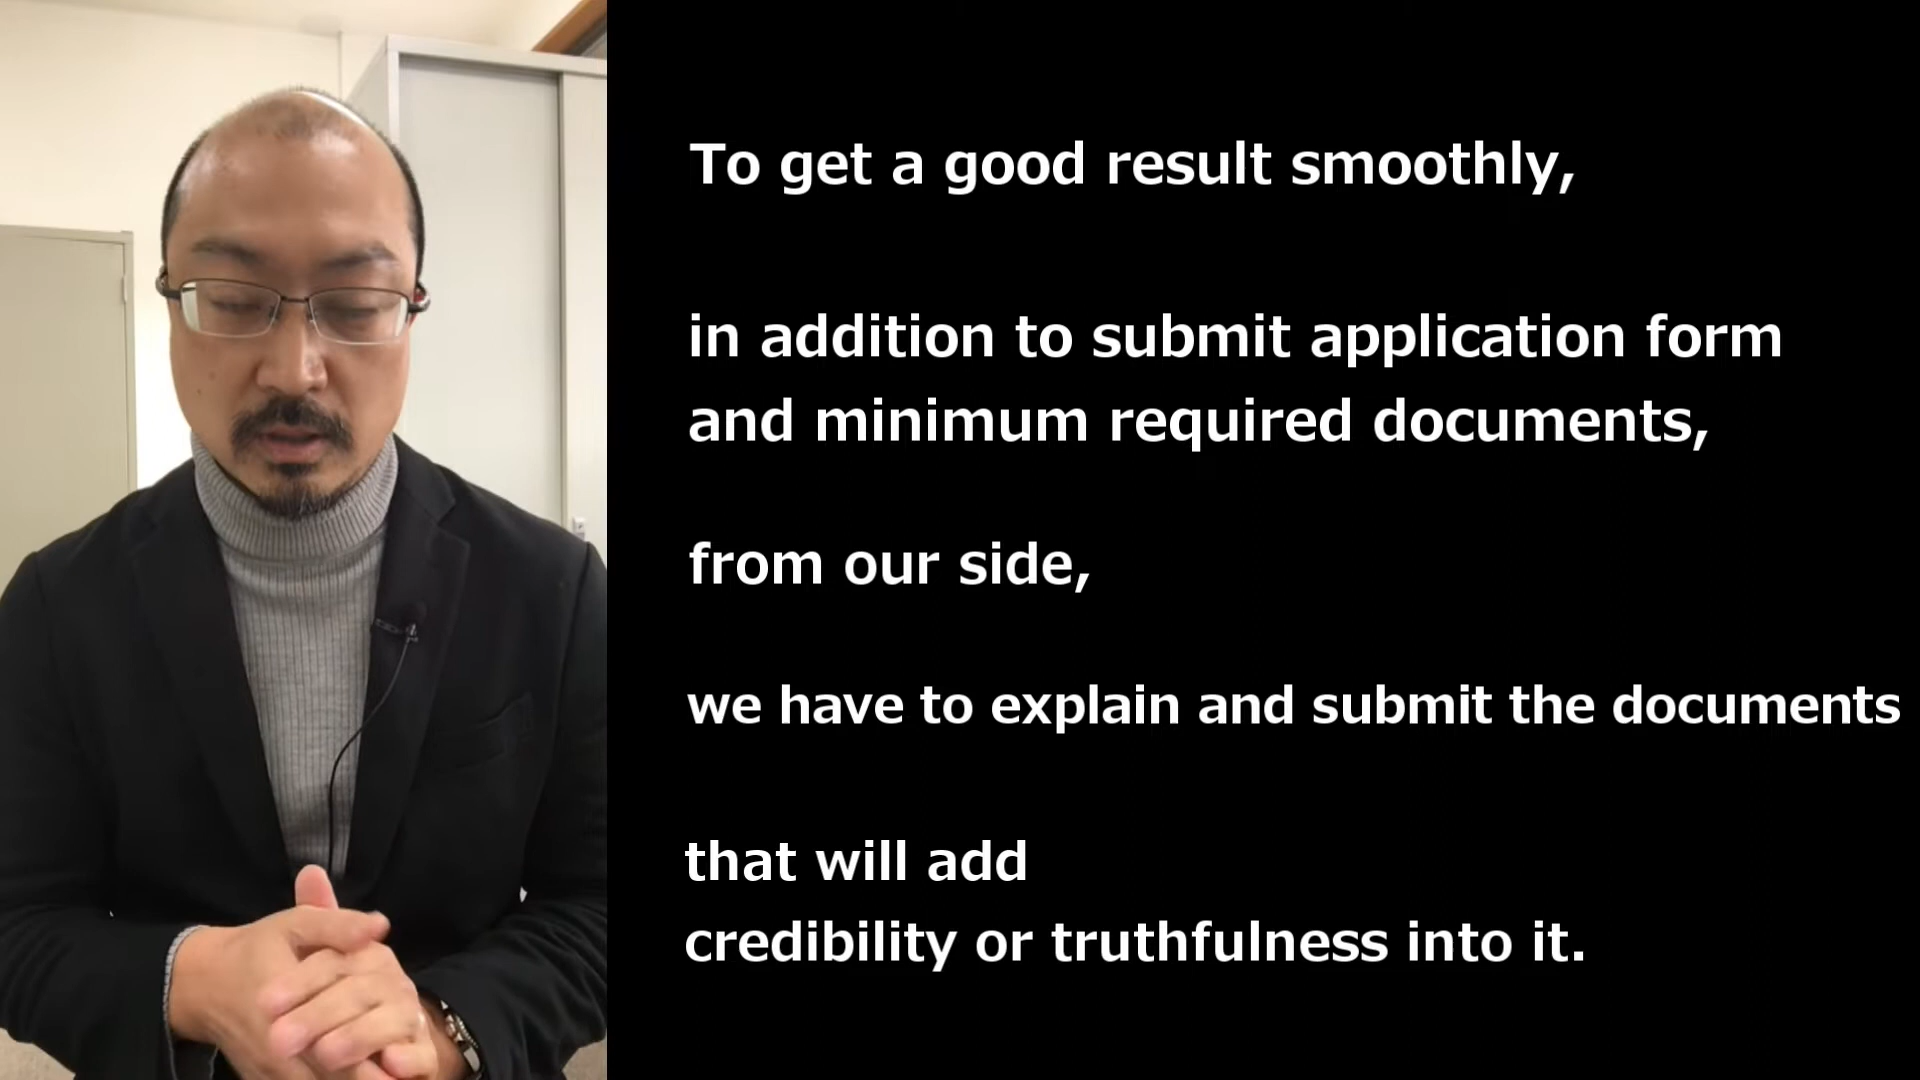 To get a good result smoothly,
in addition to submit application form
and minimum required documents,
from our side,
we have to explain and submit the documents
that will add
credibility or truthfulness into it.